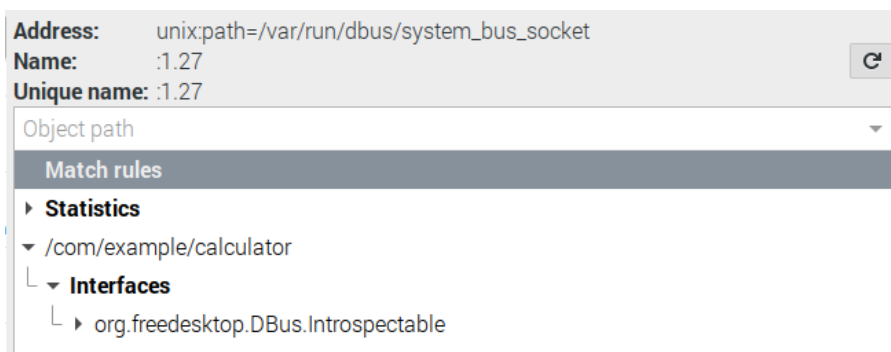 Address: unix:path=/var/run/dbus/system_bus_socket
Name: :1.27
Unique name: :1.27
Object path
Match rules
Statistics
/com/example/calculator
Interfaces
org.freedesktop.DBus.Introspectable